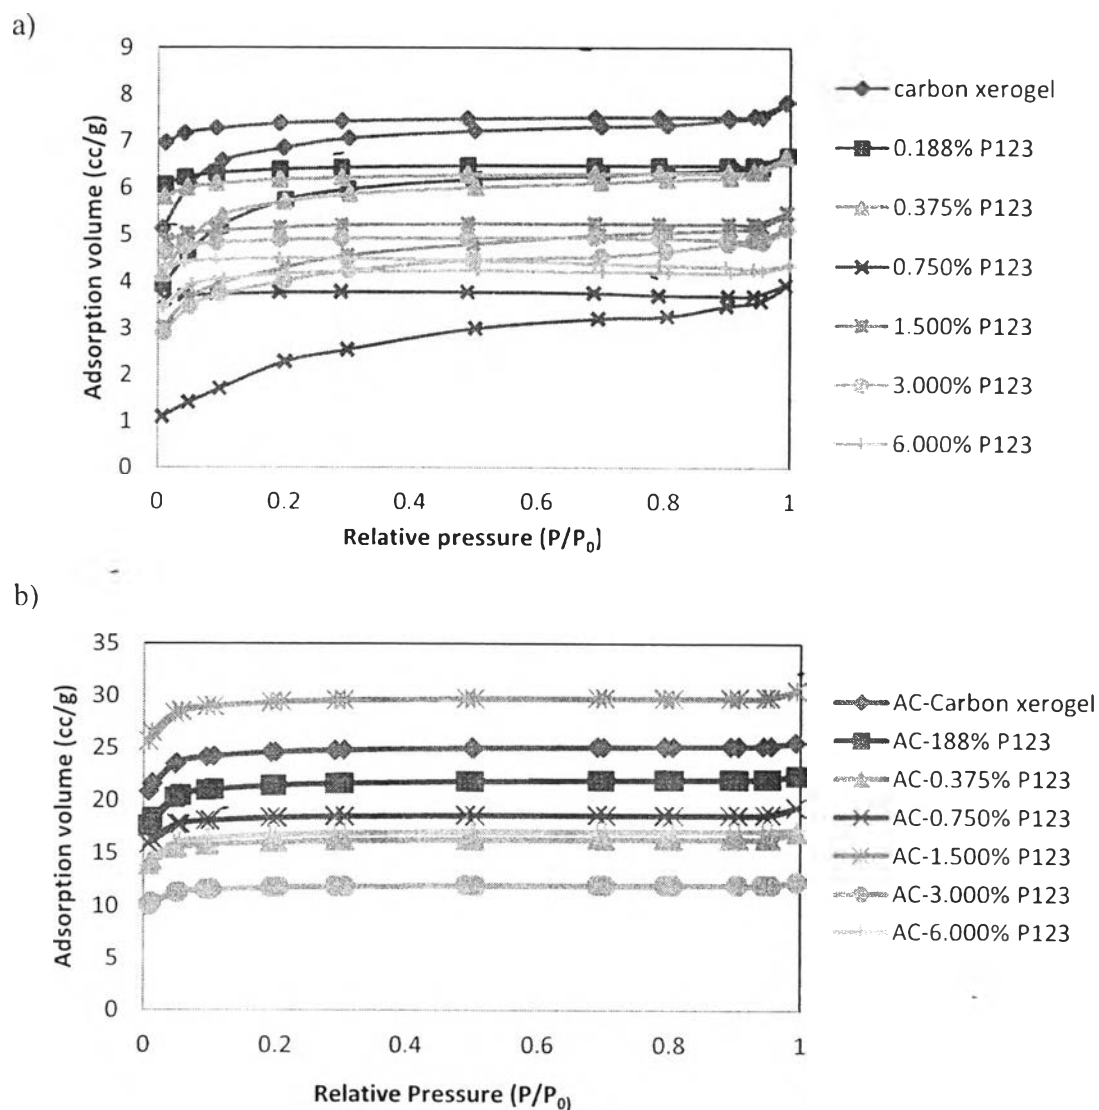 a)
9
8
7
6
5
4
3
2
1
0
Adsorption volume (cc/g)
0 0.2 0.4 0.6 0.8 1
Relative pressure (P/P0)
carbon xerogel
0.188% P123
0.375% P123
0.750% P123
1.500% P123
3.000% P123
6.000% P123
b)
35
30
25
20
15
10
5
0
Adsorption volume (cc/g)
0 0.2 0.4 0.6 0.8 1
Relative Pressure (P/P0)
AC-Carbon xerogel
AC-188% P123
AC-0.375% P123
AC-0.750% P123
AC-1.500% P123
AC-3.000% P123
AC-6.000% P123